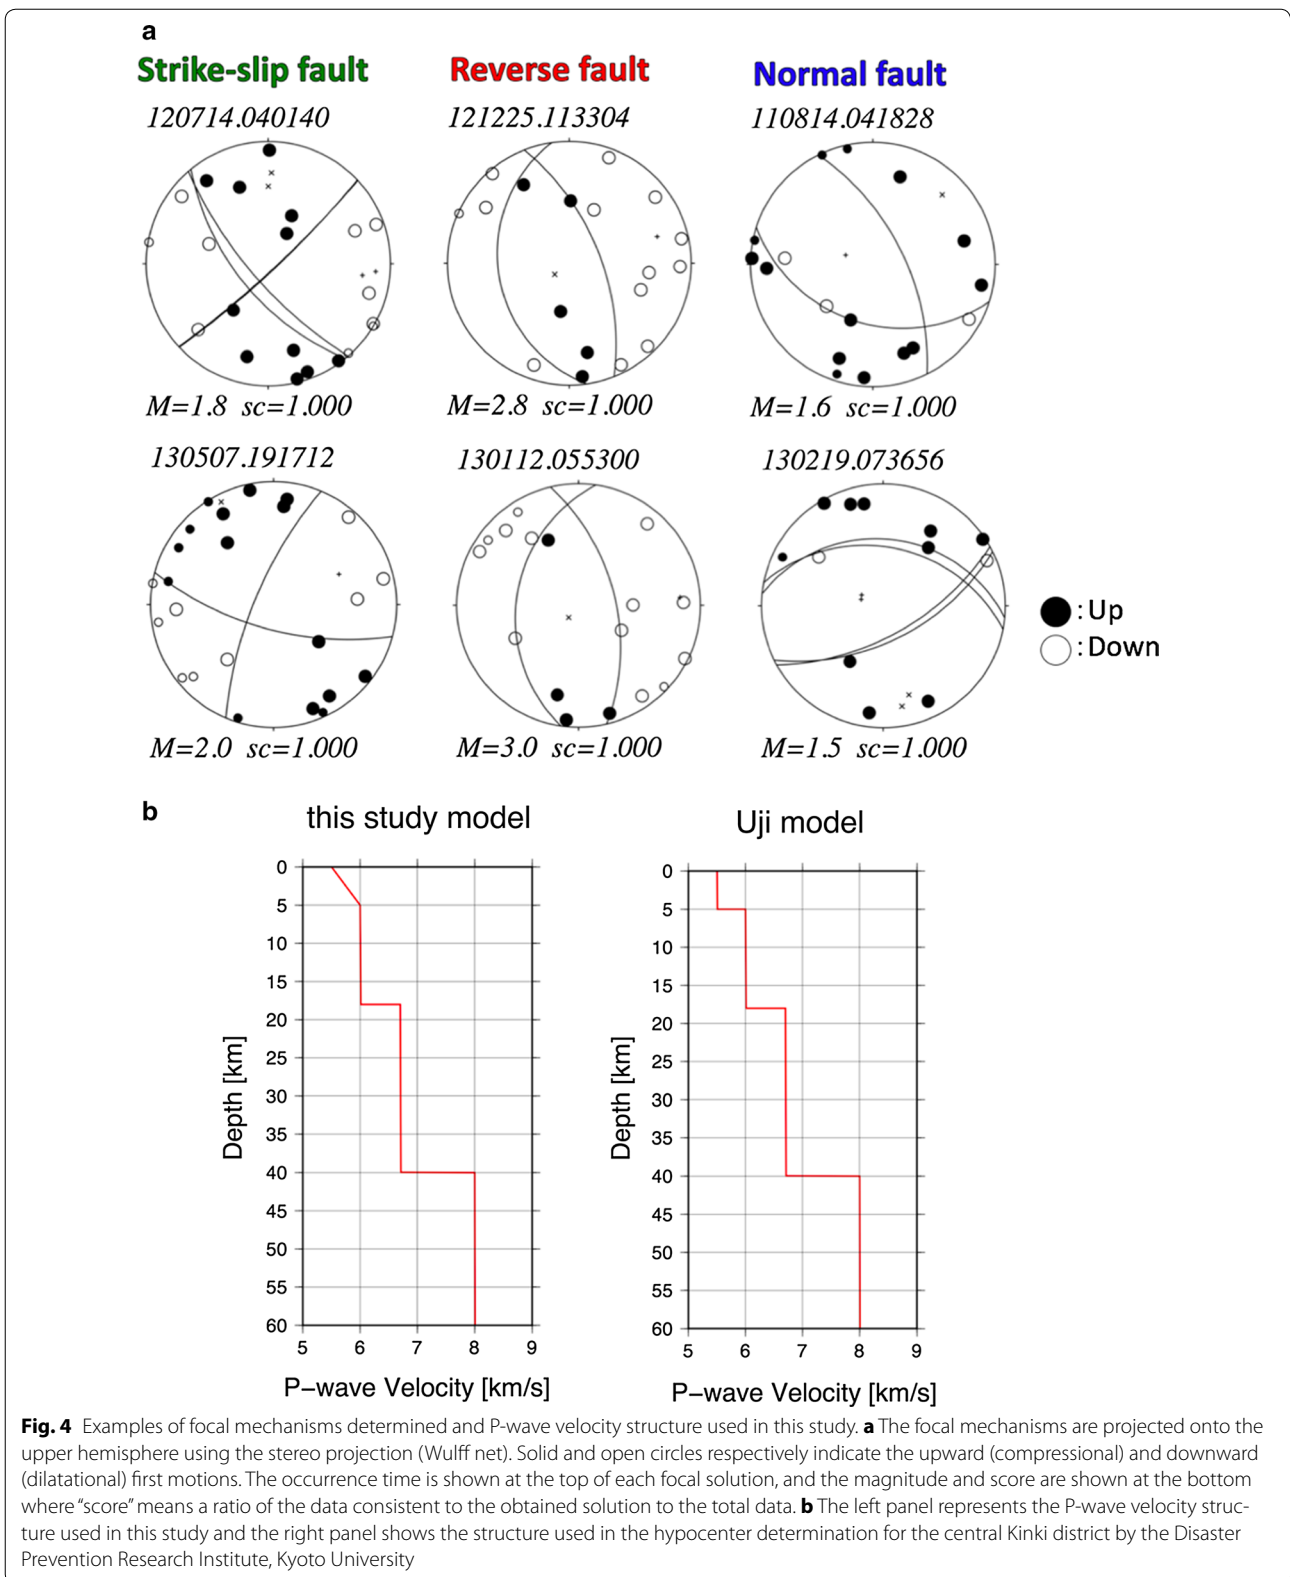 a
Strike-slip fault Reverse fault Normal fault
120714.040140 121225.113304 110814.041828
M=1.8 sc=1.000 M=2.8 sc=1.000 M=1.6 sc=1.000
130507.191712 130112.055300 130219.073656
: Up
: Down
M=2.0 sc=1.000 M=3.0 sc=1.000 M=1.5 sc=1.000
b
this study model
0
5
10
15
20
25
30
35
40
45
50
55
60
Depth [km]
5 6 7 8 9
P-wave Velocity [km/s]
Uji model
0
5
10
15
20
25
30
35
40
45
50
55
60
Depth [km]
5 6 7 8 9
P-wave Velocity [km/s]
Fig. 4 Examples of focal mechanisms determined and P-wave velocity structure used in this study. a The focal mechanisms are projected onto the
upper hemisphere using the stereo projection (Wulff net). Solid and open circles respectively indicate the upward (compressional) and downward
(dilatational) first motions. The occurrence time is shown at the top of each focal solution, and the magnitude and score are shown at the bottom
where “score” means a ratio of the data consistent to the obtained solution to the total data. b The left panel represents the P-wave velocity struc-
ture used in this study and the right panel shows the structure used in the hypocenter determination for the central Kinki district by the Disaster
Prevention Research Institute, Kyoto University